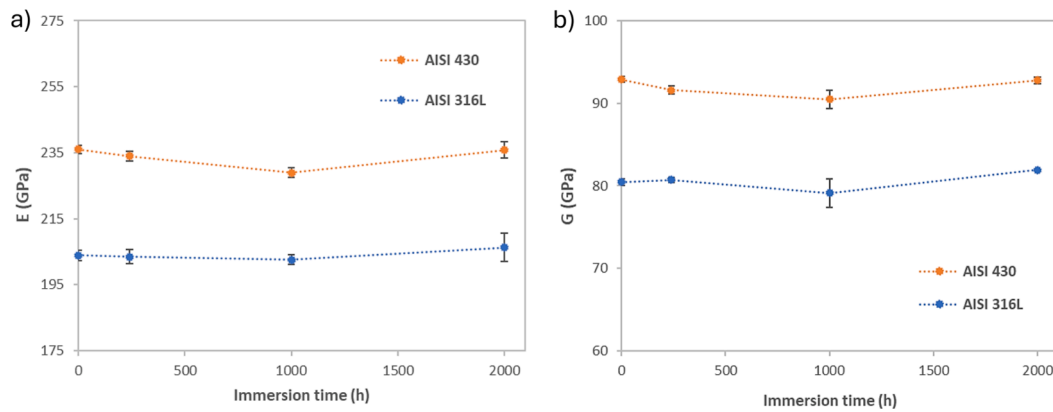 a)
275
255
235
215
195
175
E (GPa)
AISI 430
AISI 316L
0
500
1000
1500
2000
Immersion time (h)
b)
100
90
80
70
60
G (GPa)
AISI 430
AISI 316L
0
500
1000
1500
2000
Immersion time (h)